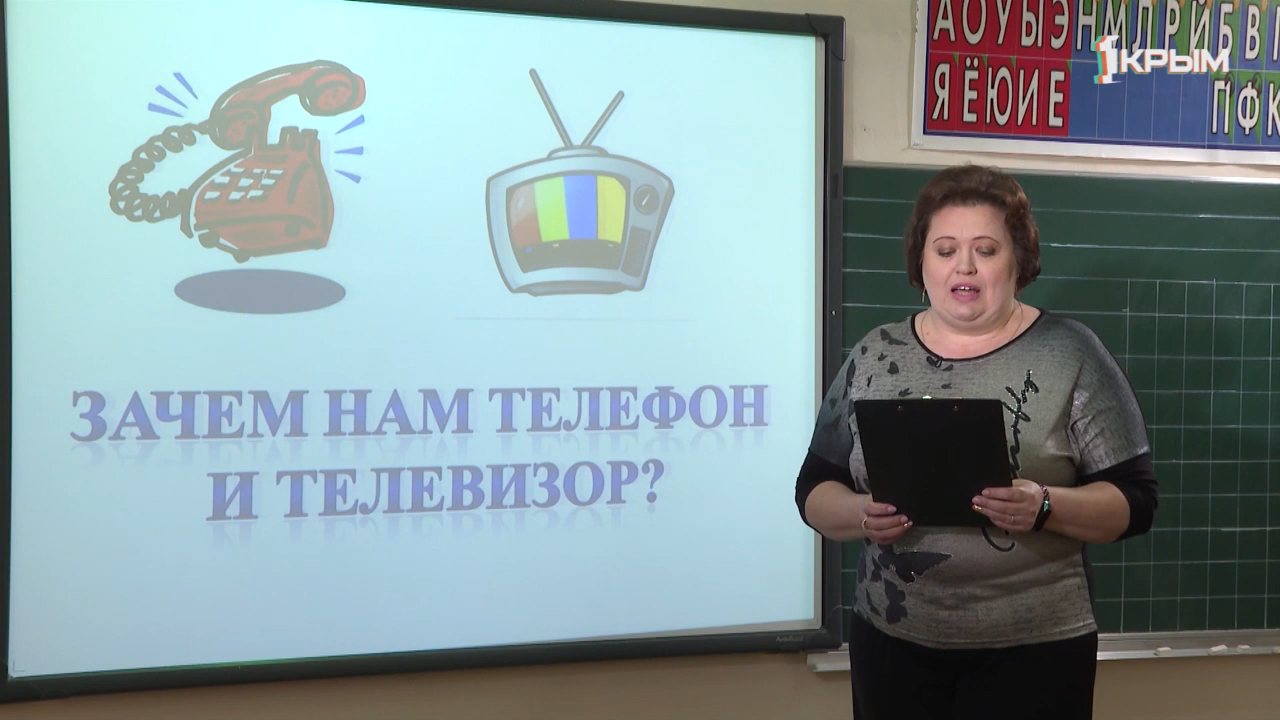 АОУЫЭНМЛРЙБВ
1КРЫМ
ЯЁЮИЕ ПФК
ЗАЧЕМ НАМ ТЕЛЕФОН
И ТЕЛЕВИЗОР?